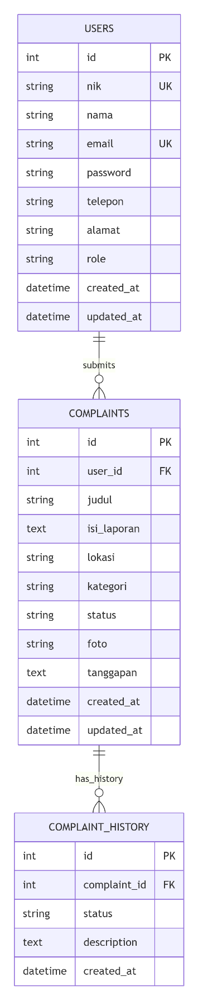 USERS
int id PK
string nik UK
string nama
string email UK
string password
string telepon
string alamat
string role
datetime created_at
datetime updated_at
submits
COMPLAINTS
int id PK
int user_id FK
string judul
text isi_laporan
string lokasi
string kategori
string status
string foto
text tanggapan
datetime created_at
datetime updated_at
has_history
COMPLAINT_HISTORY
int id PK
int complaint_id FK
string status
text description
datetime created_at